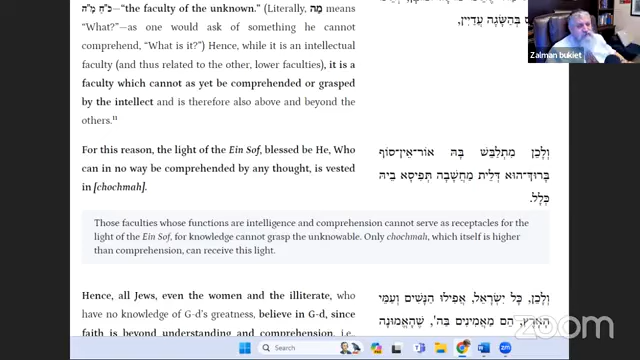 כ"ח מ"ה—“the faculty of the unknown.” (Literally, מַה means
“What?”—as one would ask of something he cannot
comprehend, “What is it?”) Hence, while it is an intellectual
faculty (and thus related to the other, lower faculties), it is a
faculty which cannot as yet be comprehended or grasped
by the intellect and is therefore also above and beyond the
others.11
בְּהַשָּׂגָה עֲדַיִין,
For this reason, the light of the Ein Sof, blessed be He, Who
can in no way be comprehended by any thought, is vested
in [chochmah].
וְלָכֵן מִתְלַבֵּשׁ בָּהּ אוֹר־אֵין־סוֹף
בָּרוּךְ־הוּא דְּלֵית מַחֲשָׁבָה תְּפִיסָא בֵּיהּ
כְּלָל.
Those faculties whose functions are intelligence and comprehension cannot serve as receptacles for the
light of the Ein Sof, for knowledge cannot grasp the unknowable. Only chochmah, which itself is higher
than comprehension, can receive this light.
Hence, all Jews, even the women and the illiterate, who
have no knowledge of G-d’s greatness, believe in G-d, since
faith is beyond understanding and comprehension, i.e.,
וְלָכֵן, כָּל יִשְׂרָאֵל, אֲפִילוּ הַנָּשִׁים וְעַמֵּי
הָאָרֶץ, הֵם מַאֲמִינִים בַּה', שֶׁהָאֱמוּנָה
Zalman bukiet
Search
zoom